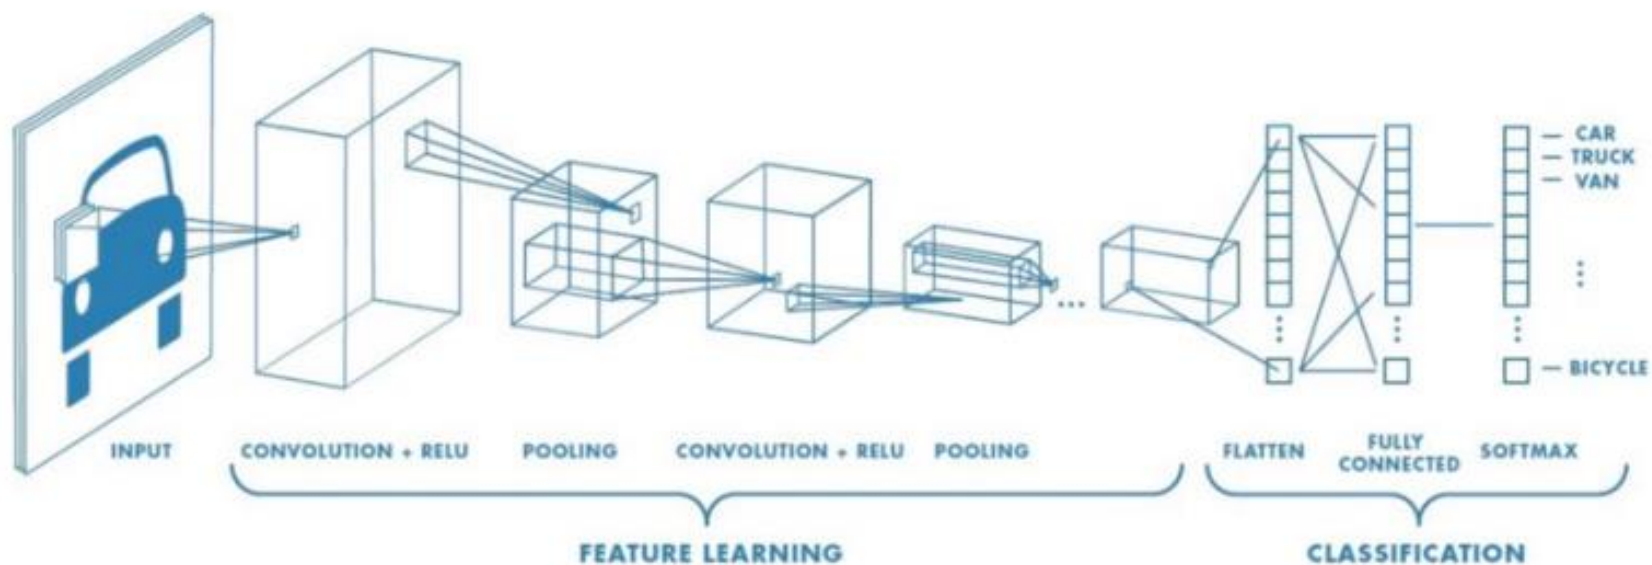 CAR
TRUCK
VAN
BICYCLE
INPUT
CONVOLUTION + RELU
POOLING
CONVOLUTION + RELU
POOLING
FLATTEN
FULLY
CONNECTED
SOFTMAX
FEATURE LEARNING
CLASSIFICATION